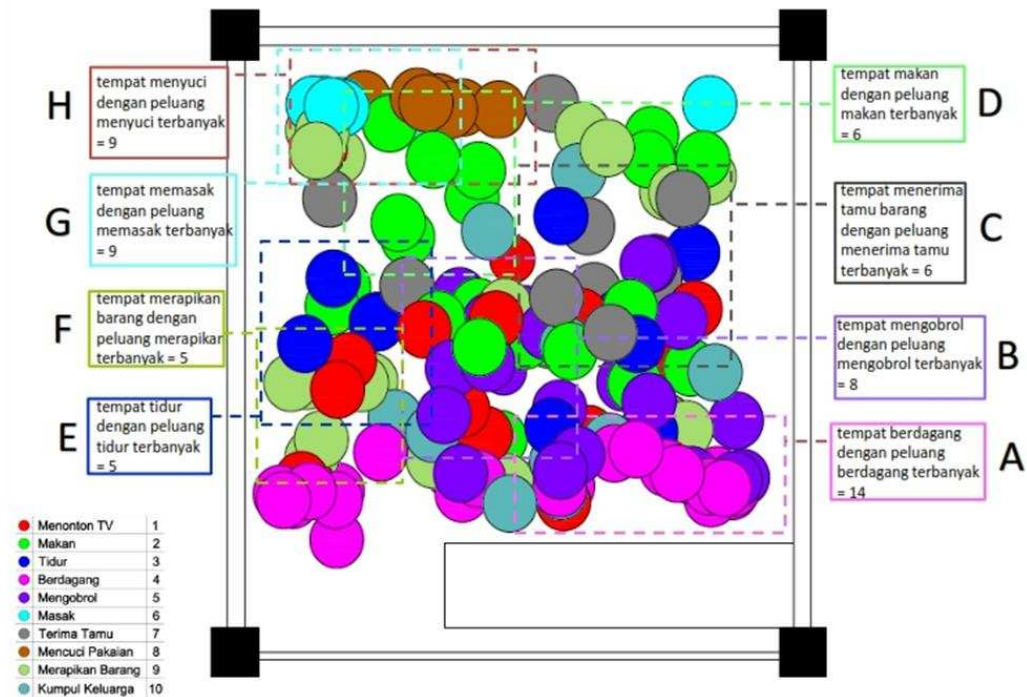 H
tempat menyuci
dengan peluang
menyuci terbanyak
= 9
G
tempat memasak
dengan peluang
memasak terbanyak
= 9
F
tempat merapikan
barang dengan
peluang merapikar
terbanyak = 5
E
tempat tidur
dengan peluang
tidur terbanyak
=5
tempat makan
dengan peluang
makan terbanyak
= 6
D
tempat menerima
tamu barang
dengan peluang
menerima tamu
terbanyak = 6
C
tempat mengobrol
dengan peluang
mengobrol terbanyak
= 8
B
tempat berdagang
dengan peluang
berdagang terbanyak
= 14
A
Menonton TV 1
Makan 2
Tidur 3
Berdagang 4
Mengobrol 5
Masak 6
Terima Tamu 7
Mencuci Pakaian 8
Merapikan Barang 9
Kumpul Keluarga 10